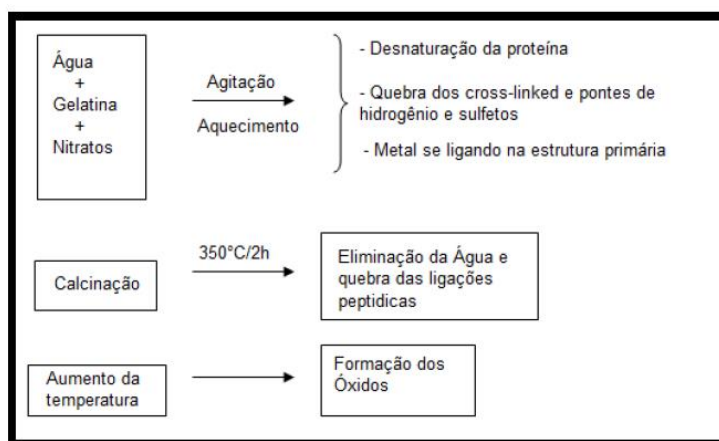 Água
+
Gelatina
+
Nitratos
Agitação
Aquecimento
- Desnaturação da proteína
- Quebra dos cross-linked e pontes de
hidrogênio e sulfetos
- Metal se ligando na estrutura primária
Calcinação
350°C/2h
Eliminação da Água e
quebra das ligações
peptidicas
Aumento da
temperatura
Formação dos
Óxidos